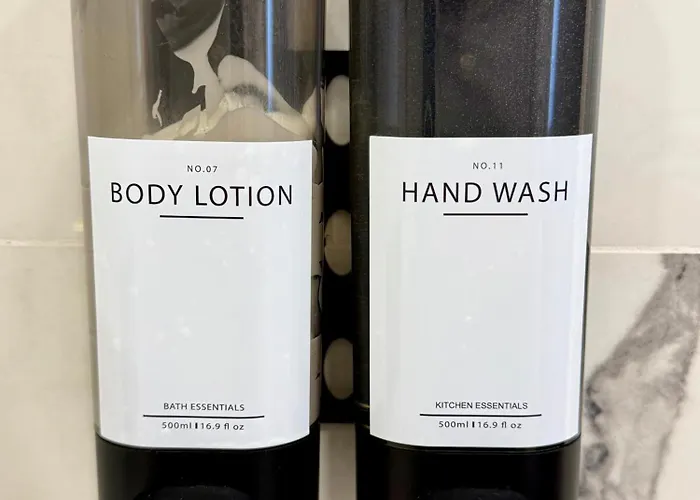 NO.07
BODY LOTION
BATH ESSENTIALS
500ml I 16.9 fl oz
NO.11
HAND WASH
KITCHEN ESSENTIALS
500ml I 16.9 fl oz